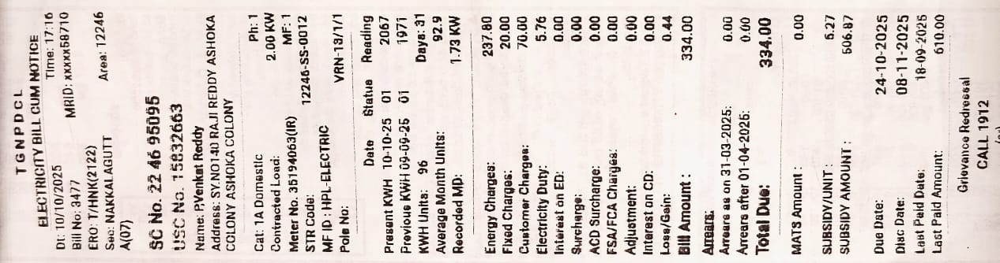 TGNPDCL
ELECTRICITY BILL CUM NOTICE
Dt: 10/10/2025 Time: 17:16
Bill No: 3477 MRID: xxxxx58710
ERO: T/HNK(2122)
Sec: NAKKALAGUTT Area: 12246
A(07)
SC No. 22 46 95095
USC No. 15832663
Name: P.Venkat Reddy
Address: SY.NO140 RAJI REDDY ASHOKA
COLONY ASHOKA COLONY
Cat: 1A Domestic Ph: 1
Contracted Load: 2.00 KW
Meter No. 35194063(IR) MF: 1
STR Code: 12246-SS-0012
MF ID : HPL-ELECTRIC
Pole No: VRN-13/1/1
Date Status Reading
Present KWH 10-10-25 01 2067
Previous KWH 09-09-25 01 1971
KWH Units: 96 Days: 31
Average Month Units: 92.9
Recorded MD: 1.73 KW
Energy Charges: 237.80
Fixed Charges: 20.00
Customer Charges: 70.00
Electricity Duty: 5.76
Interest on ED: 0.00
Surcharge: 0.00
ACD Surcharge: 0.00
FSA/FCA Charges: 0.00
Adjustment: 0.00
Interest on CD: 0.00
Loss/Gain: 0.44
Bill Amount : 334.00
Arrears:
Arrears as on 31-03-2025: 0.00
Arrears after 01-04-2025: 0.00
Total Due: 334.00
MATS Amount : 0.00
SUBSIDY/UNIT : 5.27
SUBSIDY AMOUNT : 506.87
Due Date: 24-10-2025
Disc Date: 08-11-2025
Last Paid Date: 18-09-2025
Last Paid Amount: 610.00
Grievance Redressal
CALL 1912